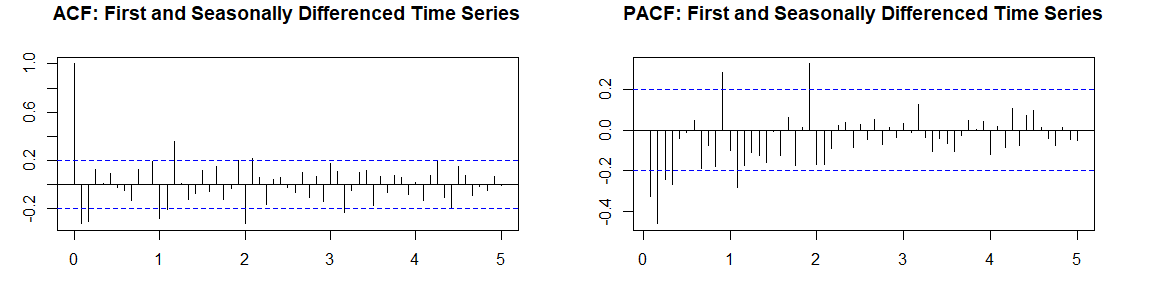 ACF: First and Seasonally Differenced Time Series
1.0
0.6
0.2
-0.2
0 1 2 3 4 5
PACF: First and Seasonally Differenced Time Series
0.2
0.0
-0.2
-0.4
0 1 2 3 4 5